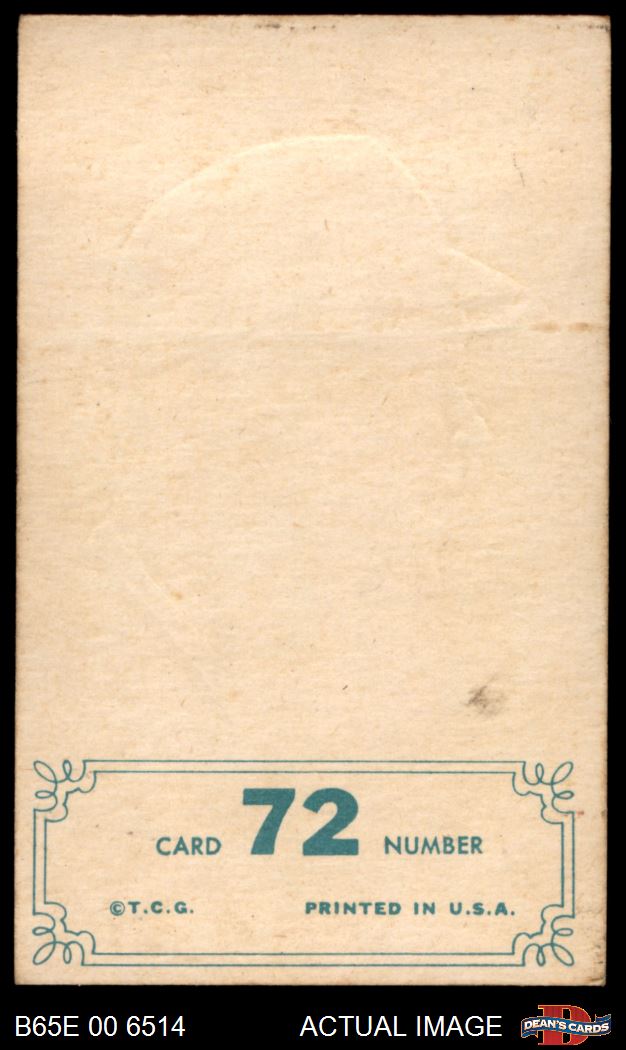 CARD 72 NUMBER
©T.C.G. PRINTED IN U.S.A.
B65E 00 6514 ACTUAL IMAGE DEAN'S CARDS